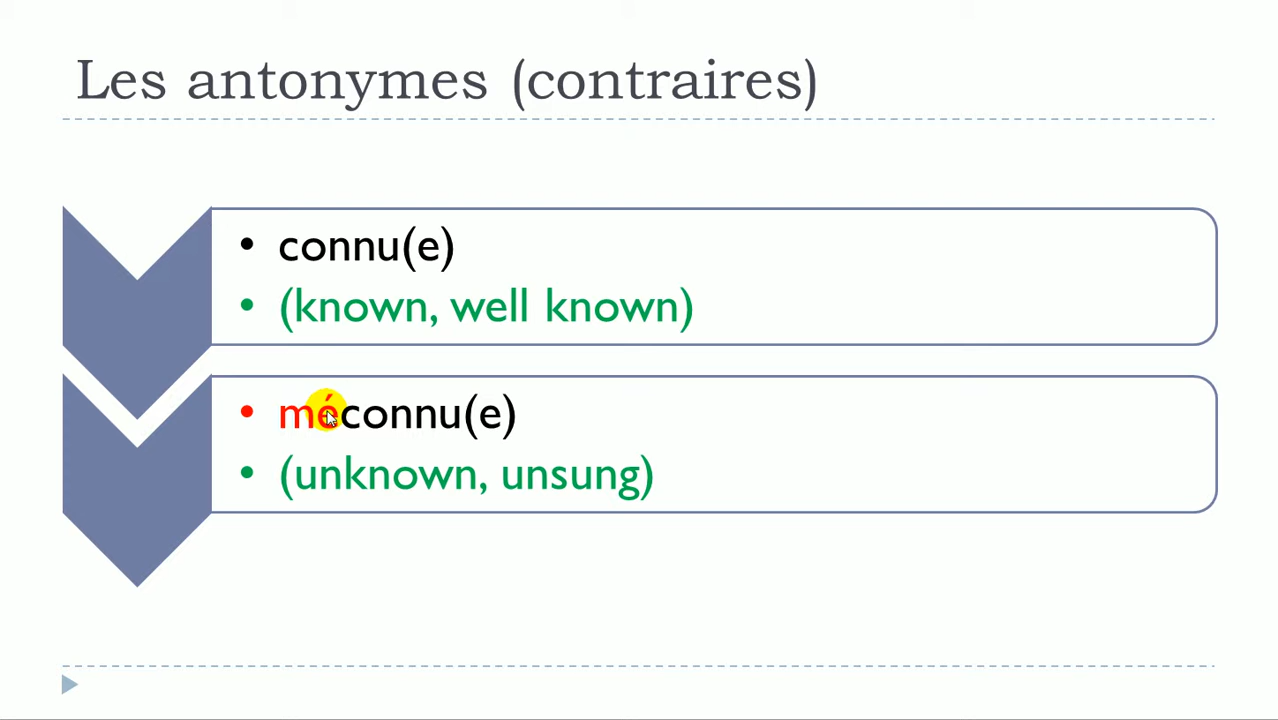 Les antonymes (contraires)
• connu(e)
• (known, well known)
• méconnu(e)
• (unknown, unsung)